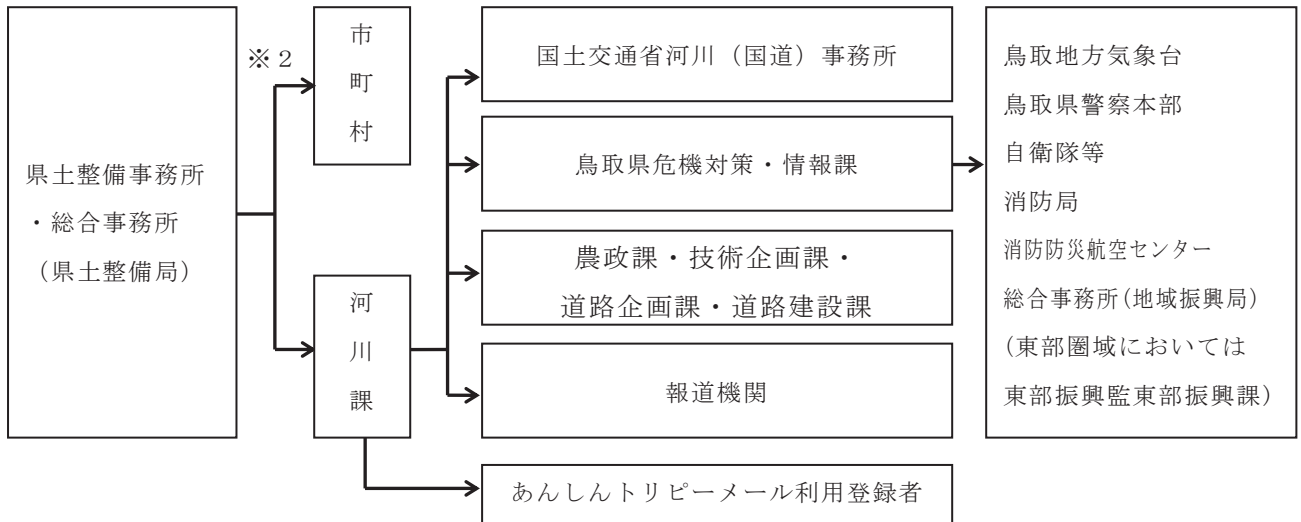 県土整備事務所
・総合事務所
(県土整備局)
※2
市
町
村
河
川
課
国土交通省河川(国道)事務所
鳥取県危機対策・情報課
農政課・技術企画課・
道路企画課・道路建設課
報道機関
あんしんトリピーメール利用登録者
鳥取地方気象台
鳥取県警察本部
自衛隊等
消防局
消防防災航空センター
総合事務所(地域振興局)
(東部圏域においては
東部振興監東部振興課)